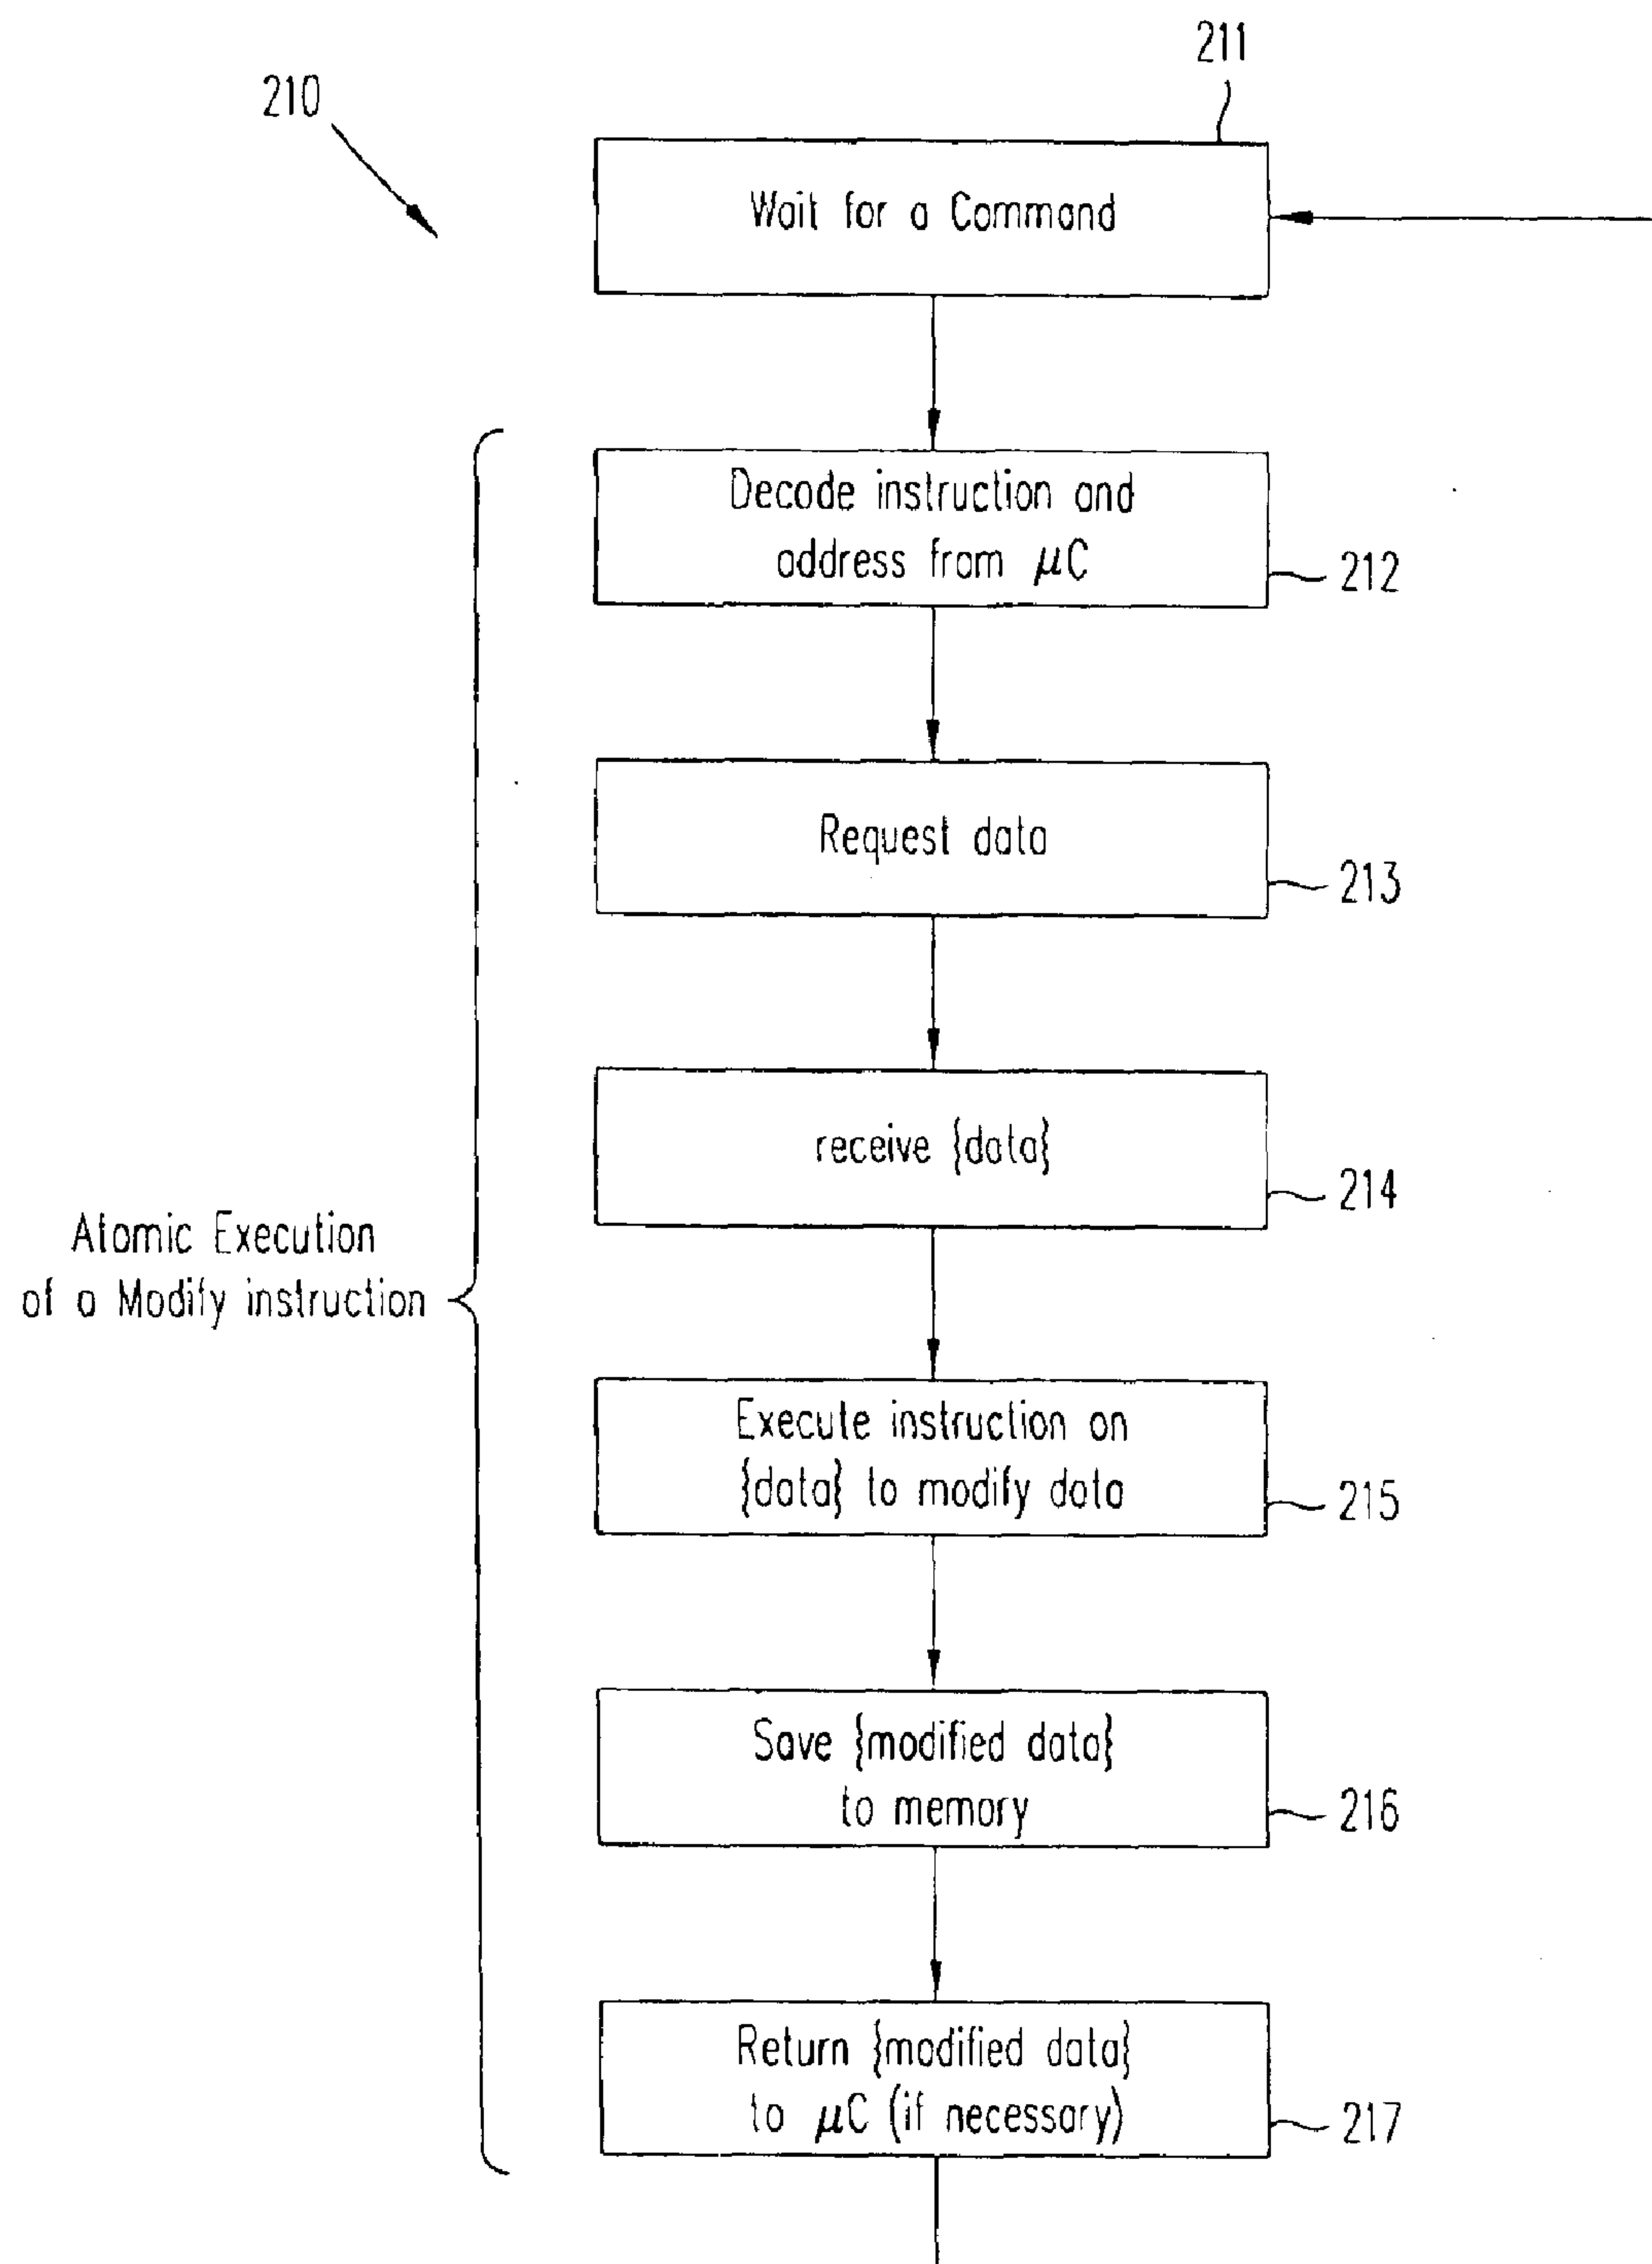 211
210
Wait for a Command
Decode instruction and
address from μC
212
Request data
213
receive {data}
214
Atomic Execution
of a Modify instruction
Execute instruction on
{data} to modify data
215
Save {modified data}
to memory
216
Return {modified data}
to μC (if necessary)
217